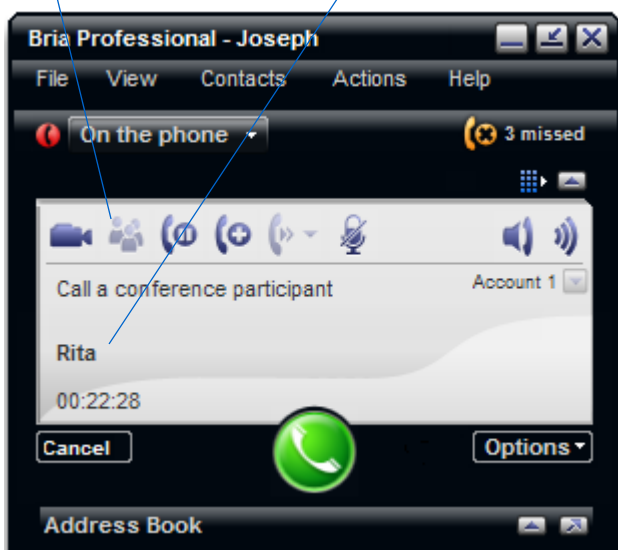 Bria Professional - Joseph
File View Contacts Actions Help
On the phone 3 missed
Call a conference participant Account 1
Rita
00:22:28
Cancel Options
Address Book